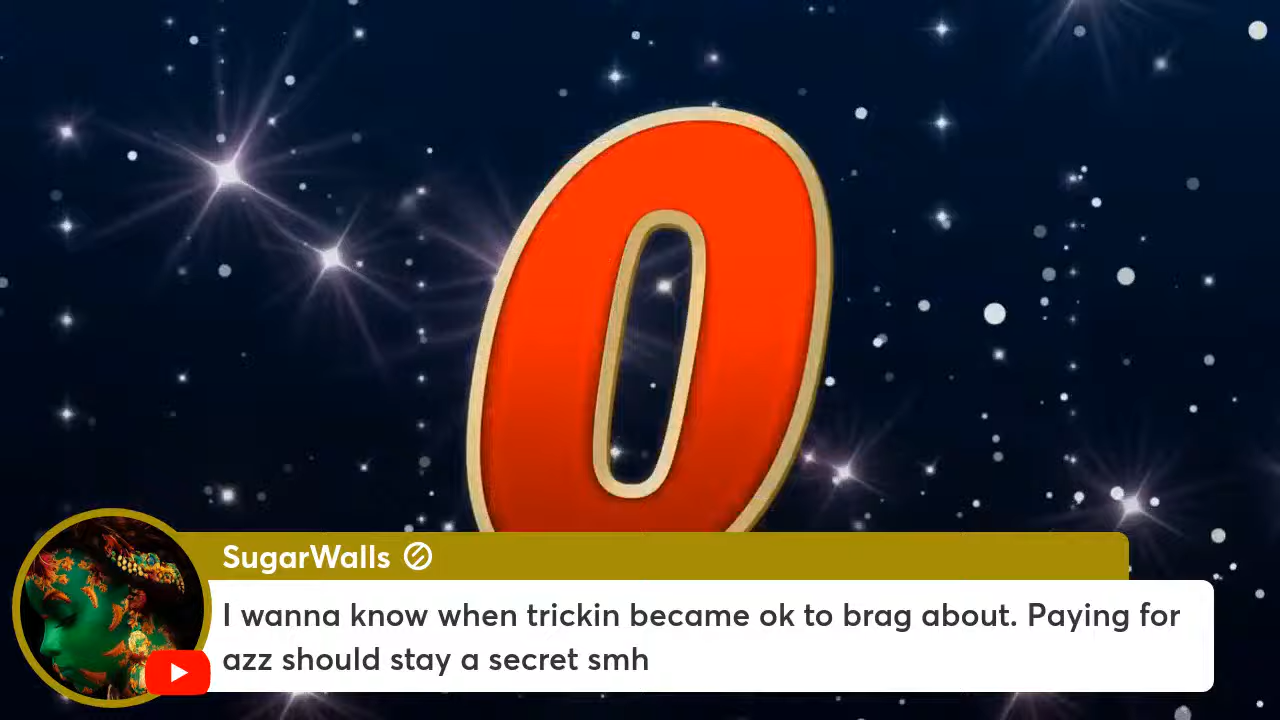 0
SugarWalls
I wanna know when trickin became ok to brag about. Paying for
azz should stay a secret smh